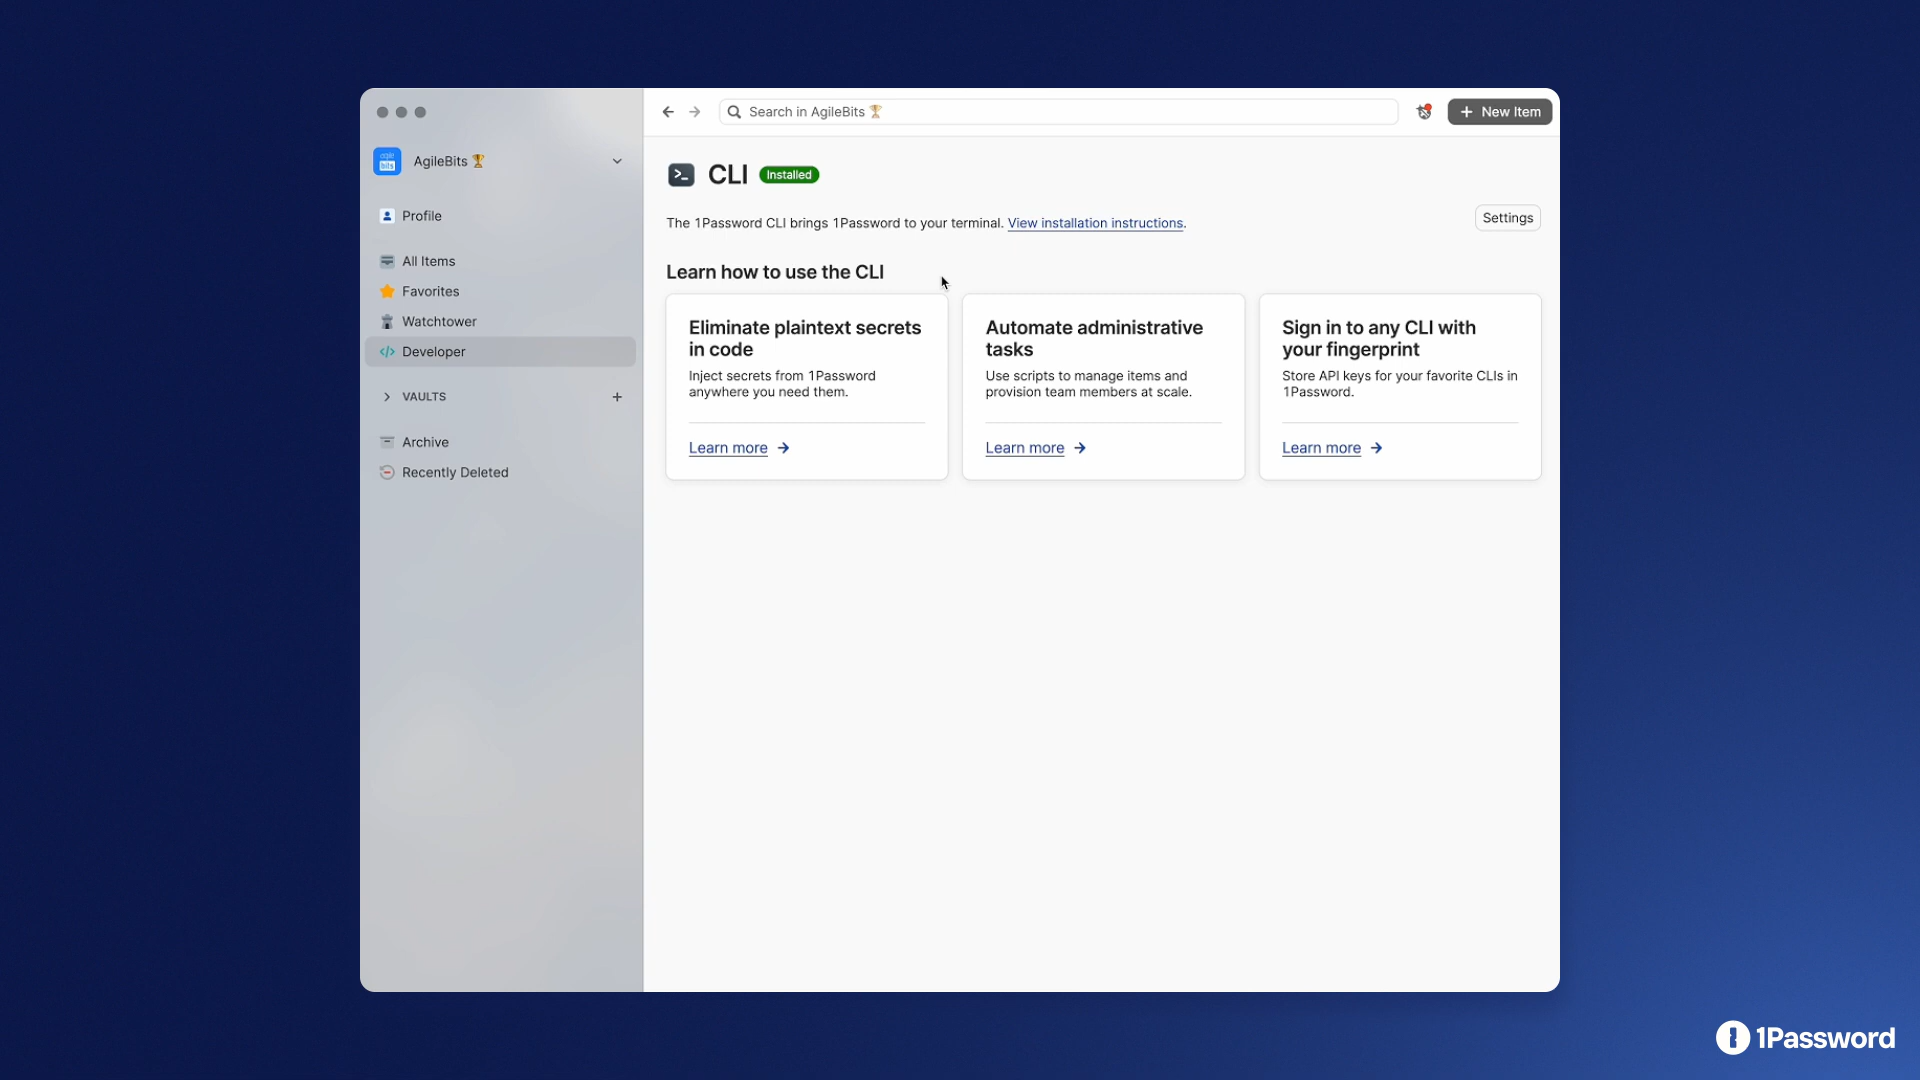 Search in AgileBits 🏆
New Item
agile
bits
AgileBits 🏆
Profile
All Items
Favorites
Watchtower
Developer
VAULTS
Archive
Recently Deleted
CLI
Installed
The 1Password CLI brings 1Password to your terminal. View installation instructions.
Settings
Learn how to use the CLI
Eliminate plaintext secrets
in code
Inject secrets from 1Password
anywhere you need them.
Learn more →
Automate administrative
tasks
Use scripts to manage items and
provision team members at scale.
Learn more →
Sign in to any CLI with
your fingerprint
Store API keys for your favorite CLIs in
1Password.
Learn more →
1Password